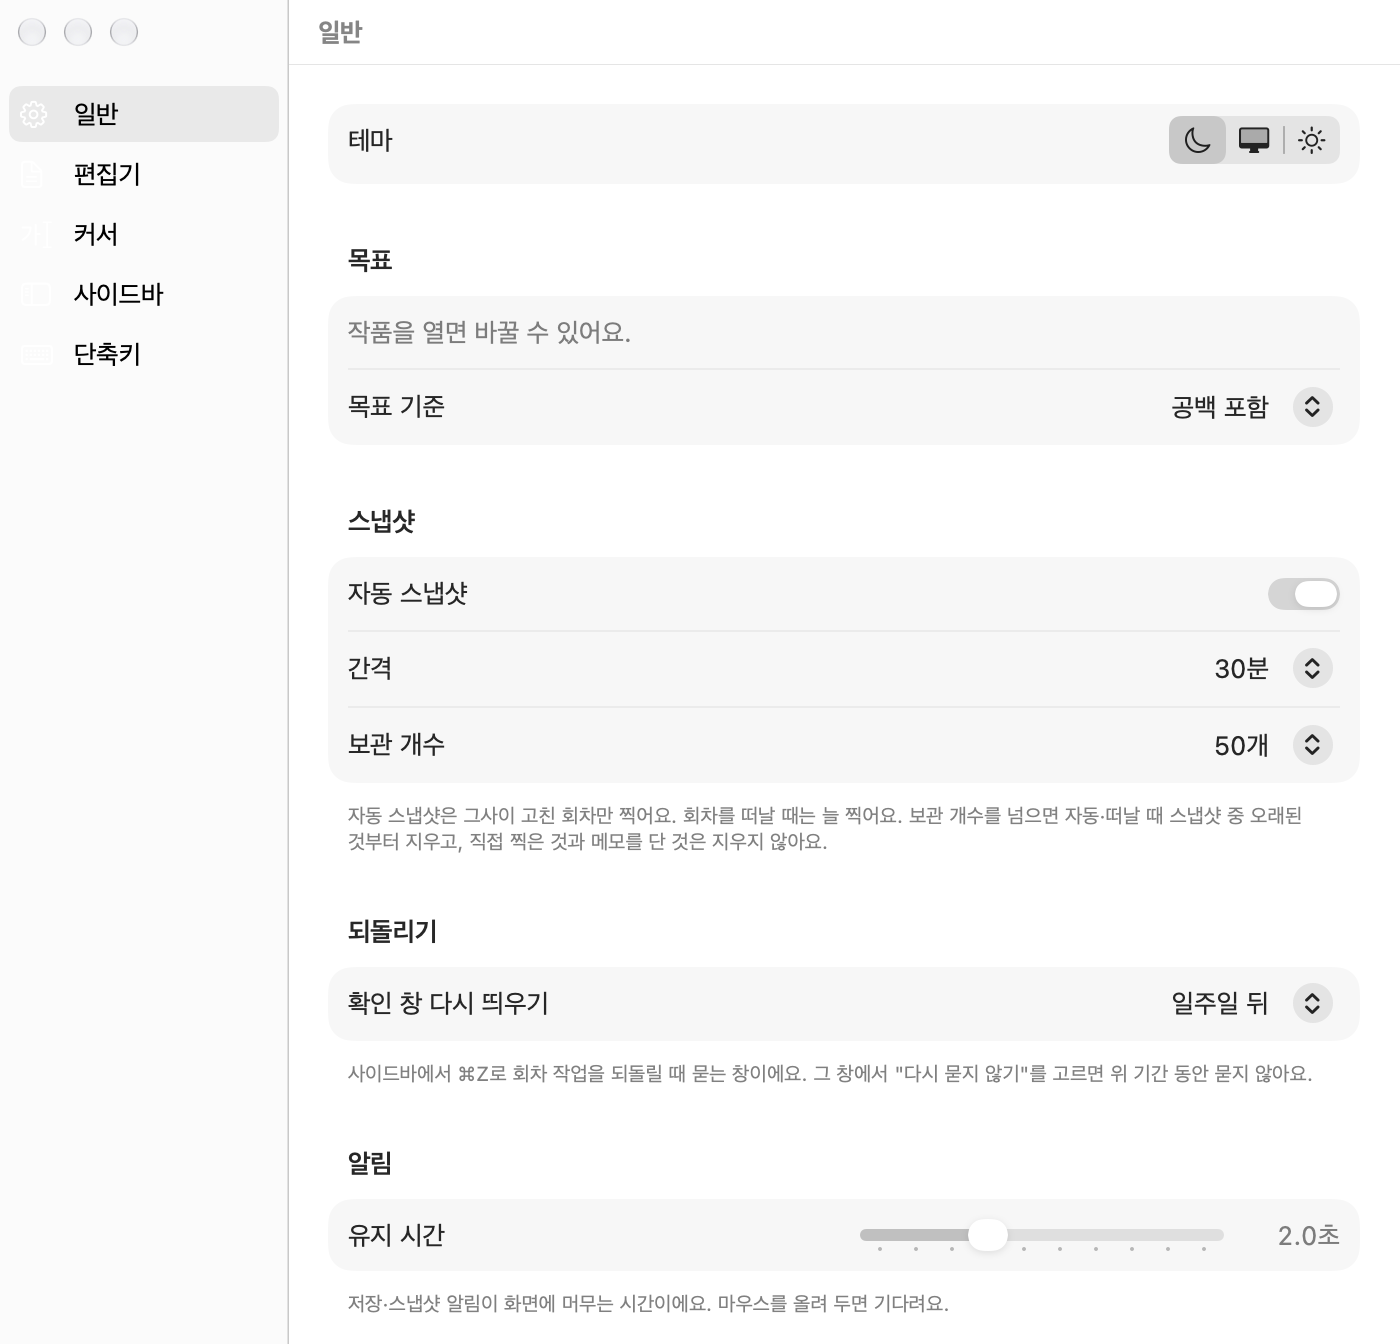 일반
일반
편집기
커서
사이드바
단축키
테마
목표
작품을 열면 바꿀 수 있어요.
목표 기준
공백 포함
스냅샷
자동 스냅샷
간격
30분
보관 개수
50개
자동 스냅샷은 그사이 고친 회차만 찍어요. 회차를 떠날 때는 늘 찍어요. 보관 개수를 넘으면 자동·떠날 때 스냅샷 중 오래된
것부터 지우고, 직접 찍은 것과 메모를 단 것은 지우지 않아요.
되돌리기
확인 창 다시 띄우기
일주일 뒤
사이드바에서 ⌘Z로 회차 작업을 되돌릴 때 묻는 창이에요. 그 창에서 "다시 묻지 않기"를 고르면 위 기간 동안 묻지 않아요.
알림
유지 시간
2.0초
저장·스냅샷 알림이 화면에 머무는 시간이에요. 마우스를 올려 두면 기다려요.